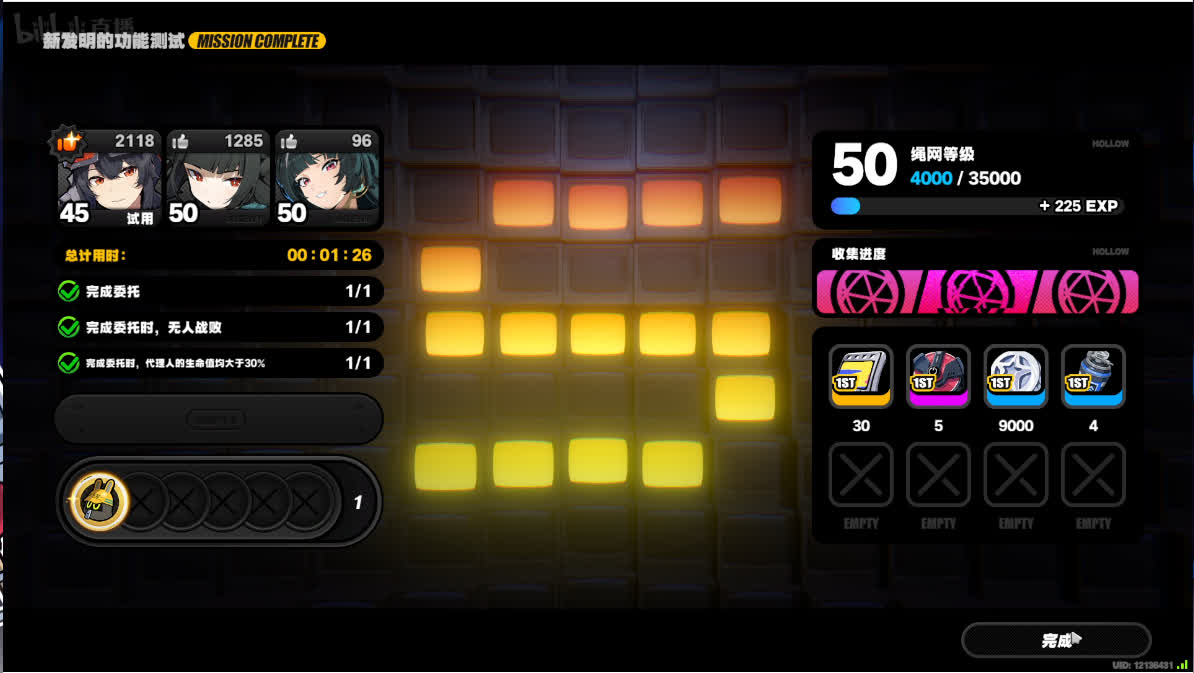 新发明的功能测试 MISSION COMPLETE
2118 1285 96
45 试用 50 50
总计用时： 00:01:26
完成委托 1/1
完成委托时，无人战败 1/1
完成委托时，代理人的生命值均大于30% 1/1
1
HOLLOW
50 绳网等级
4000 / 35000
+ 225 EXP
收集进度 HOLLOW
1ST 1ST 1ST 1ST
30 5 9000 4
EMPTY EMPTY EMPTY EMPTY
完成
UID: 12136431